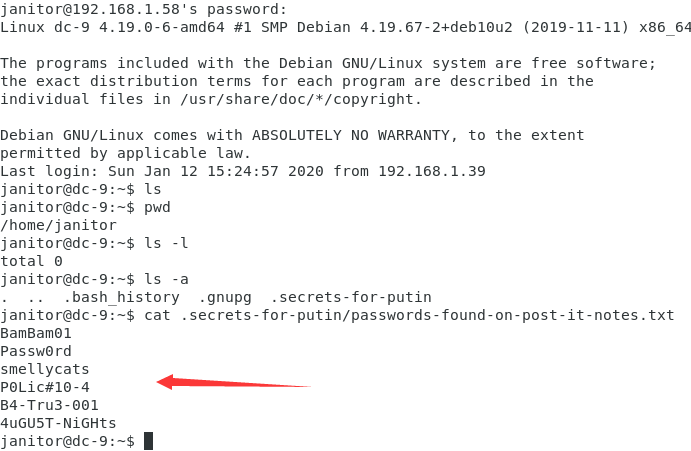 janitor@192.168.1.58's password:
Linux dc-9 4.19.0-6-amd64 #1 SMP Debian 4.19.67-2+deb10u2 (2019-11-11) x86_64
The programs included with the Debian GNU/Linux system are free software;
the exact distribution terms for each program are described in the
individual files in /usr/share/doc/*/copyright.
Debian GNU/Linux comes with ABSOLUTELY NO WARRANTY, to the extent
permitted by applicable law.
Last login: Sun Jan 12 15:24:57 2020 from 192.168.1.39
janitor@dc-9:~$ ls
janitor@dc-9:~$ pwd
/home/janitor
janitor@dc-9:~$ ls -l
total 0
janitor@dc-9:~$ ls -a
.  ..  .bash_history  .gnupg  .secrets-for-putin
janitor@dc-9:~$ cat .secrets-for-putin/passwords-found-on-post-it-notes.txt
BamBam01
Passw0rd
smellycats
P0Lic#10-4
B4-Tru3-001
4uGU5T-NiGHts
janitor@dc-9:~$